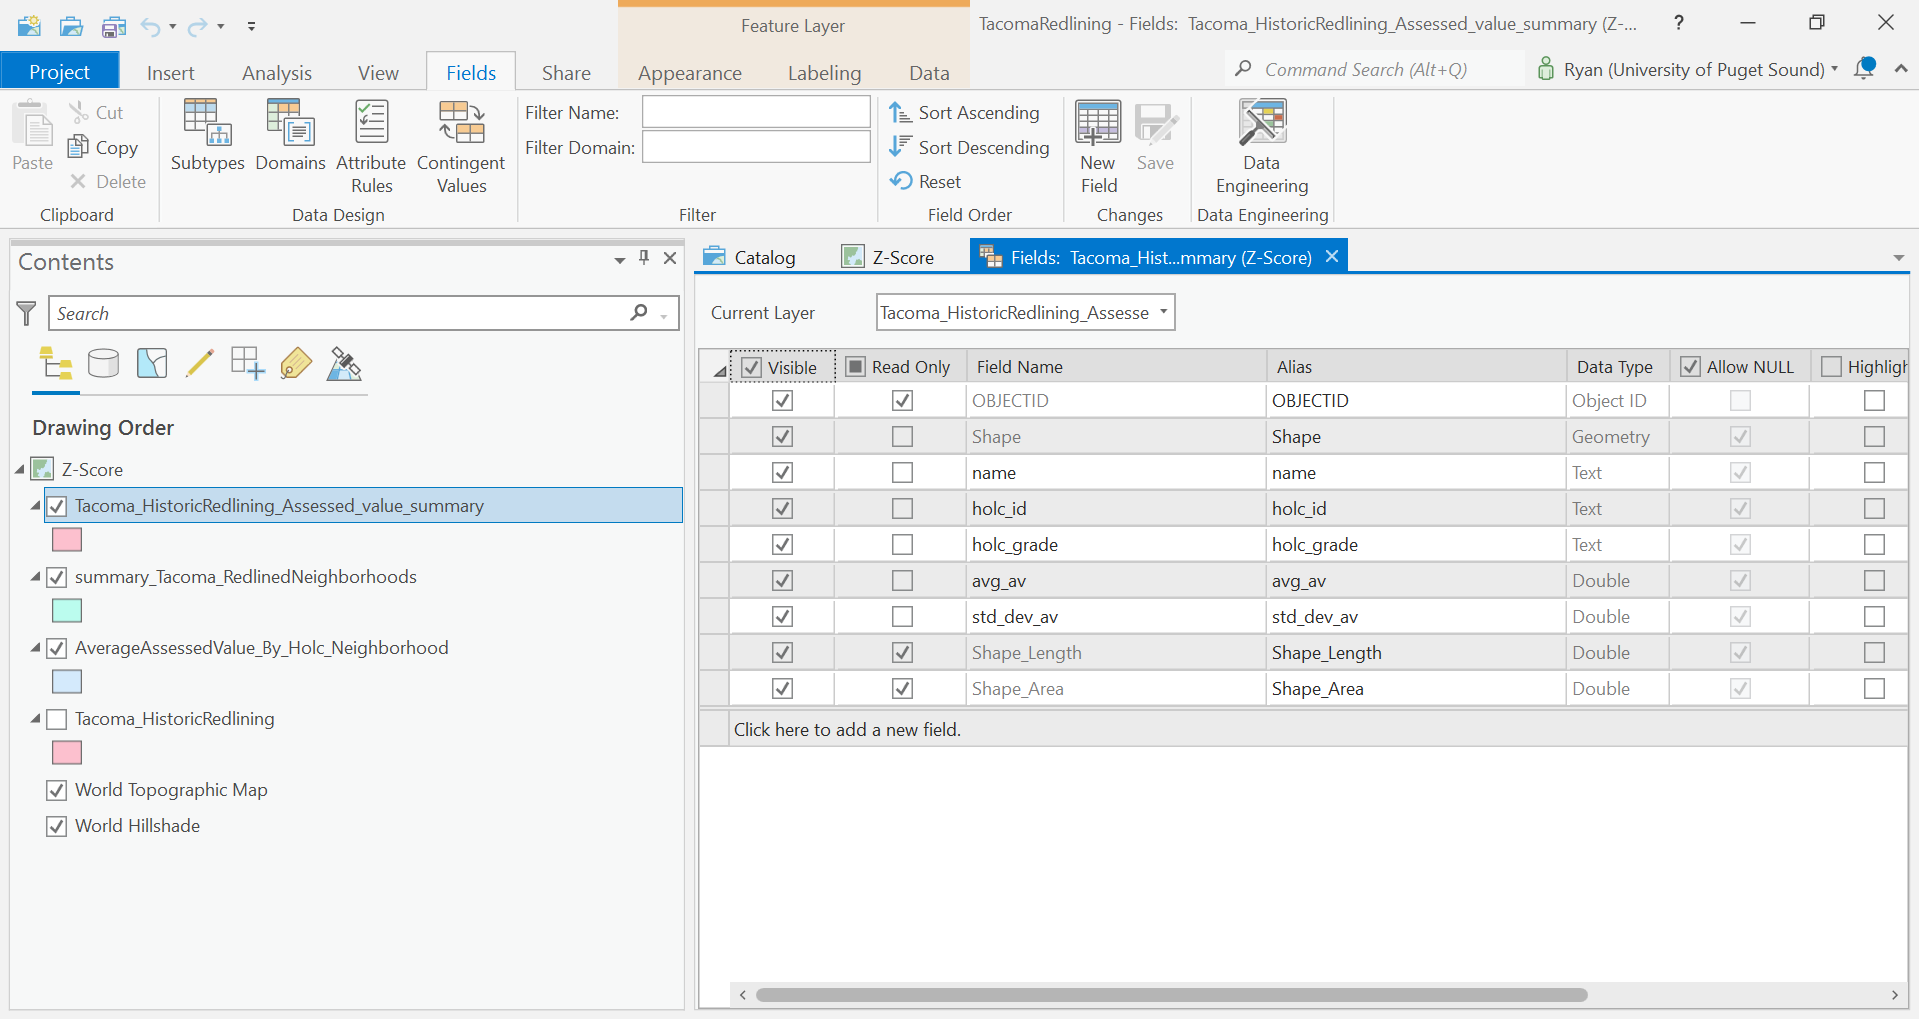 Feature Layer
TacomaRedlining - Fields: Tacoma_HistoricRedlining_Assessed_value_summary (Z-...
?
Project Insert Analysis View Fields Share Appearance Labeling Data
Command Search (Alt+Q)
Ryan (University of Puget Sound)
Paste
Cut
Copy
Delete
Clipboard
Subtypes Domains Attribute Rules Contingent Values
Data Design
Filter Name:
Filter Domain:
Filter
Sort Ascending
Sort Descending
Reset
Field Order
New Field Save
Changes
Data Engineering
Data Engineering
Contents
Search
Drawing Order
Z-Score
Tacoma_HistoricRedlining_Assessed_value_summary
summary_Tacoma_RedlinedNeighborhoods
AverageAssessedValue_By_Holc_Neighborhood
Tacoma_HistoricRedlining
World Topographic Map
World Hillshade
Catalog Z-Score Fields: Tacoma_Hist...mmary (Z-Score)
Current Layer Tacoma_HistoricRedlining_Assesse
Visible Read Only Field Name Alias Data Type Allow NULL Highligh
OBJECTID OBJECTID Object ID
Shape Shape Geometry
name name Text
holc_id holc_id Text
holc_grade holc_grade Text
avg_av avg_av Double
std_dev_av std_dev_av Double
Shape_Length Shape_Length Double
Shape_Area Shape_Area Double
Click here to add a new field.